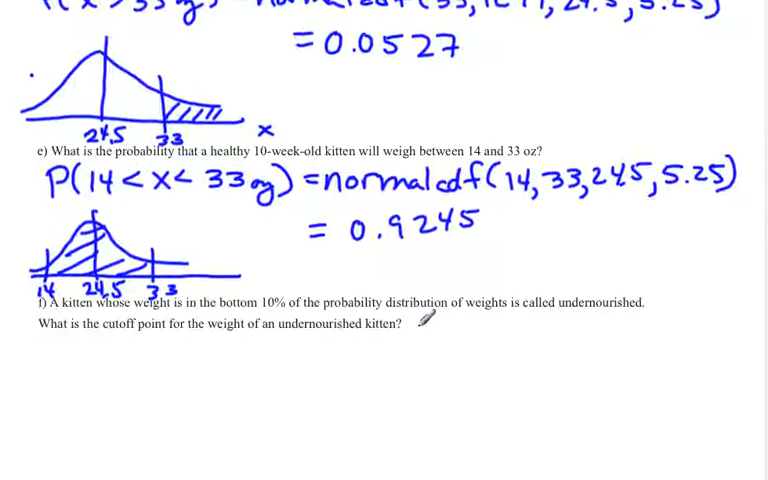 = 0.0527
24.5 33 x
e) What is the probability that a healthy 10-week-old kitten will weigh between 14 and 33 oz?
P(14 < x < 33 oz) = normalcdf(14, 33, 24.5, 5.25)
= 0.9245
14 24.5 33
f) A kitten whose weight is in the bottom 10% of the probability distribution of weights is called undernourished.
What is the cutoff point for the weight of an undernourished kitten?